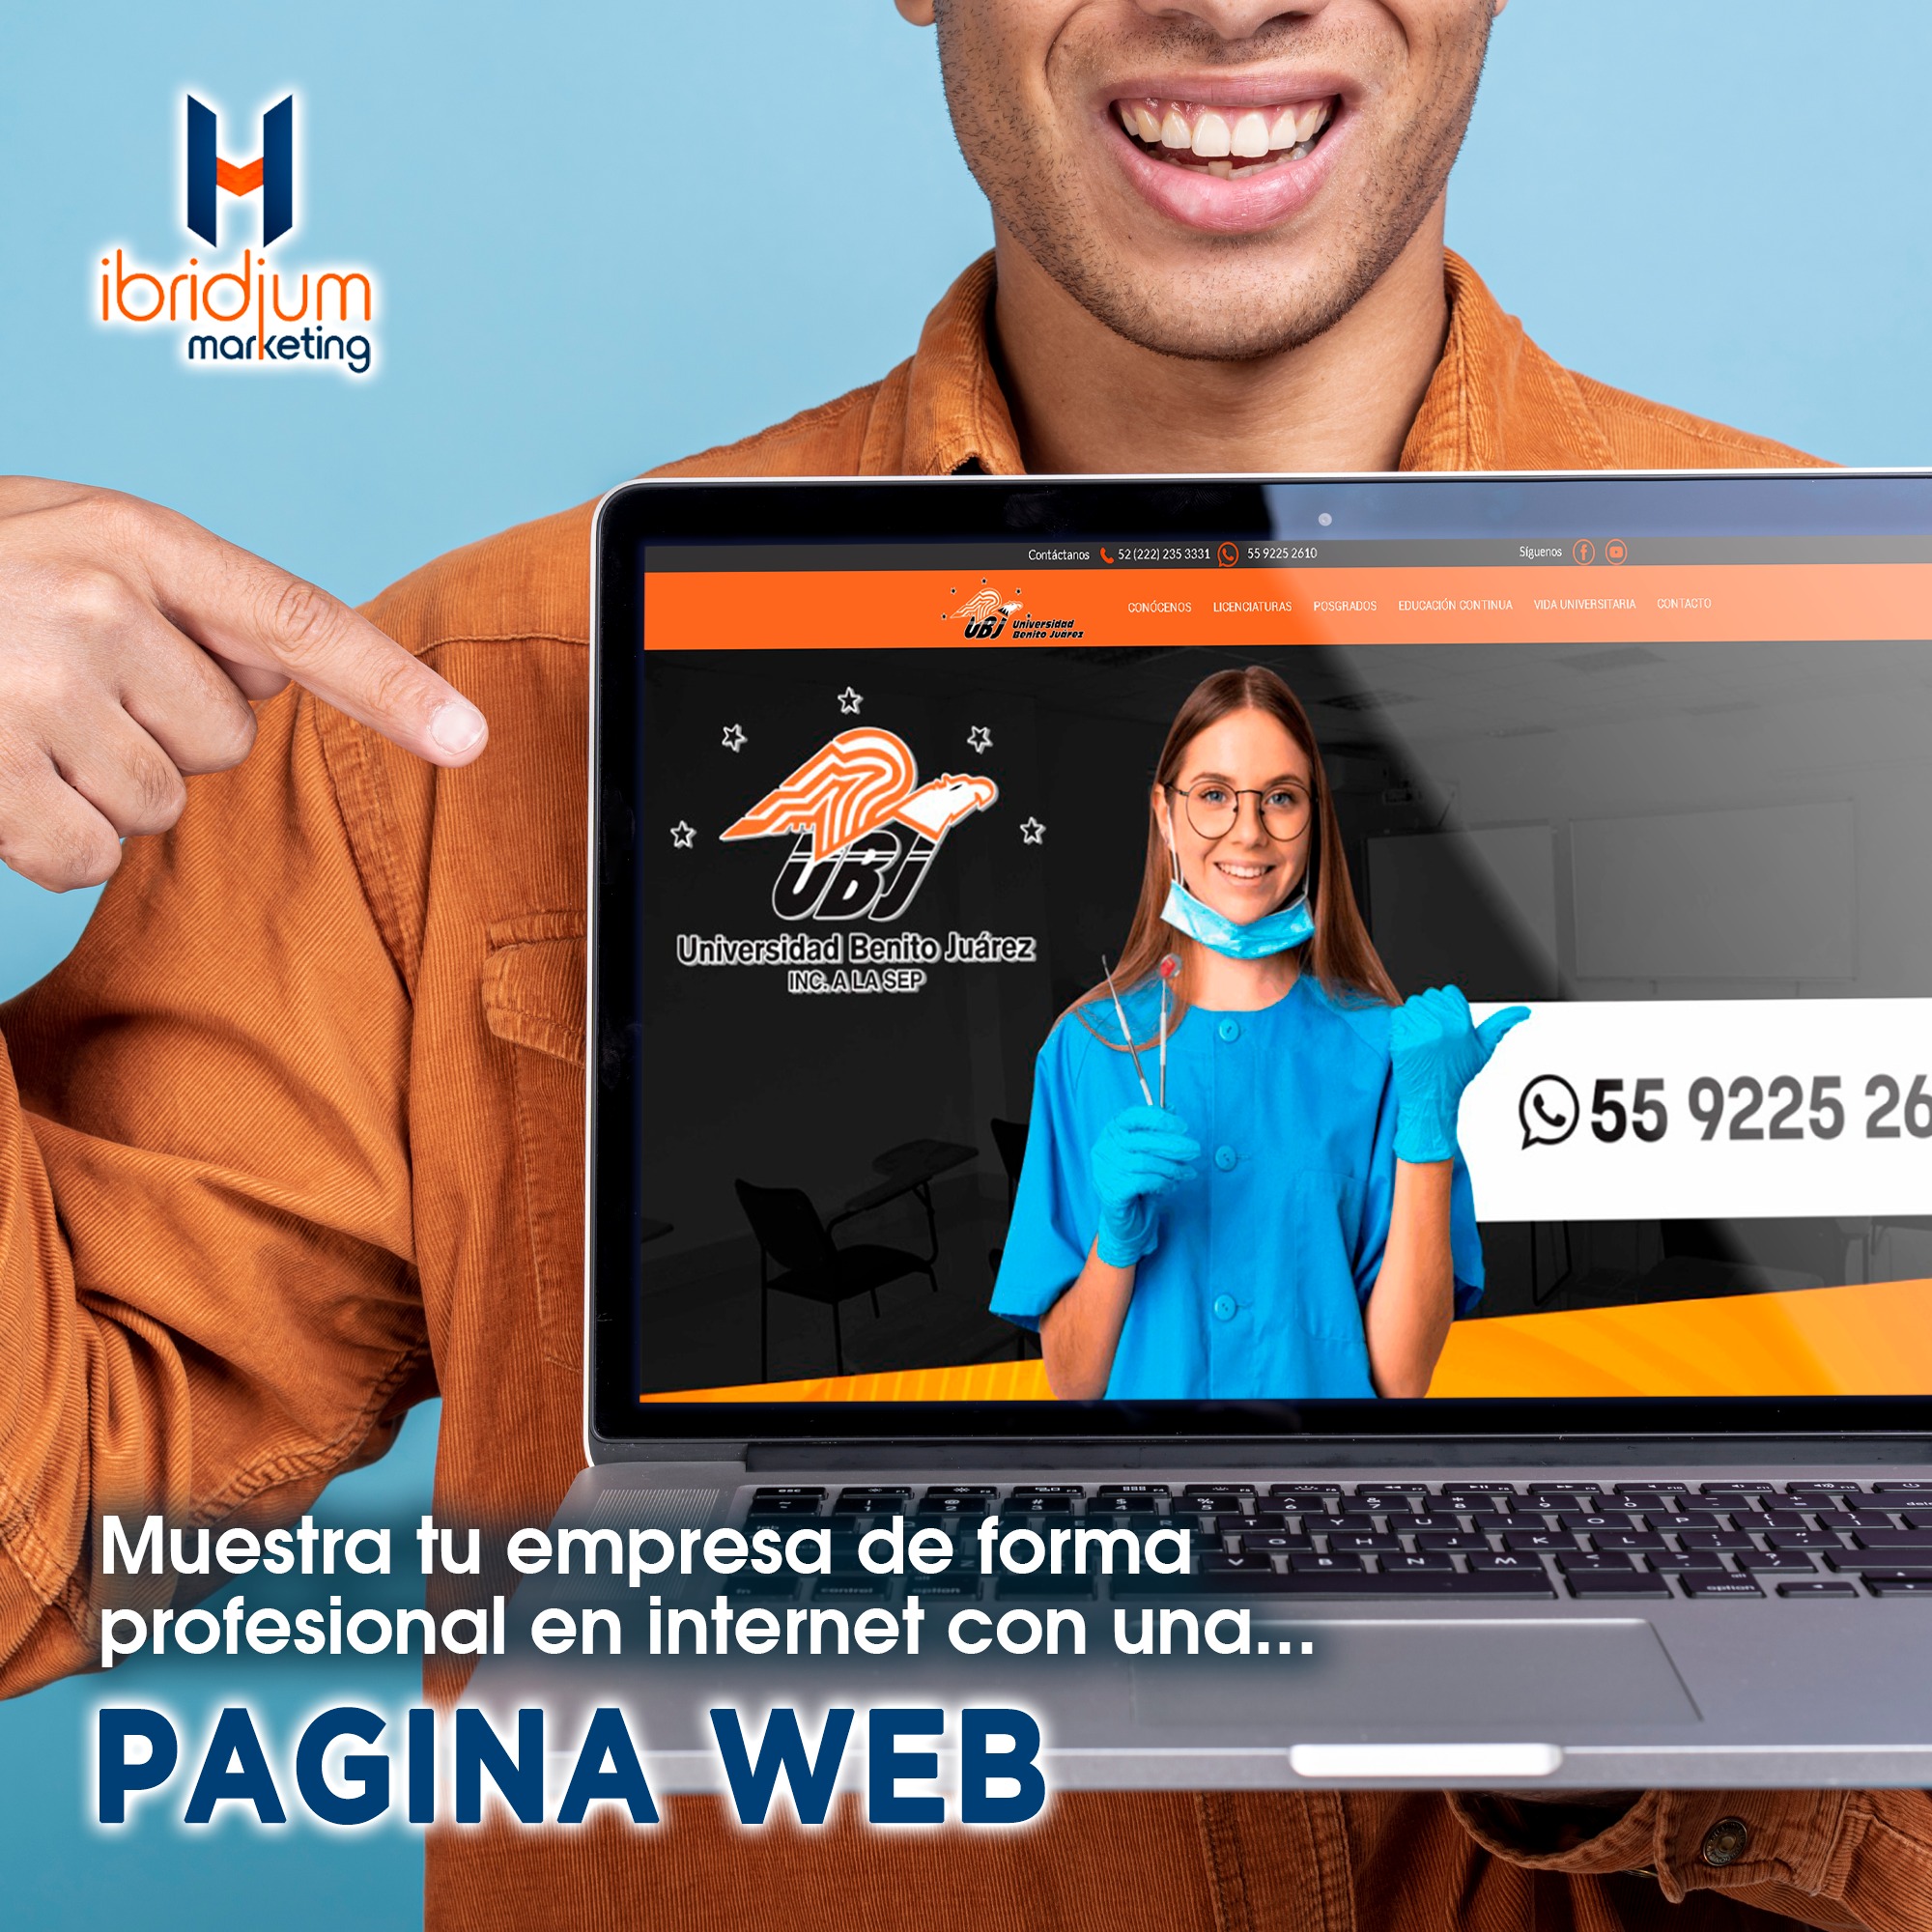 H
ibridium
marketing
Contáctanos 52 (222) 235 3331 55 9225 2610 Síguenos
UBJ Universidad
Benito Juárez
CONÓCENOS LICENCIATURAS POSGRADOS EDUCACIÓN CONTINUA VIDA UNIVERSITARIA CONTACTO
UBJ
Universidad Benito Juárez
INC. A LA SEP
55 9225 26
Muestra tu empresa de forma
profesional en internet con una...
PAGINA WEB